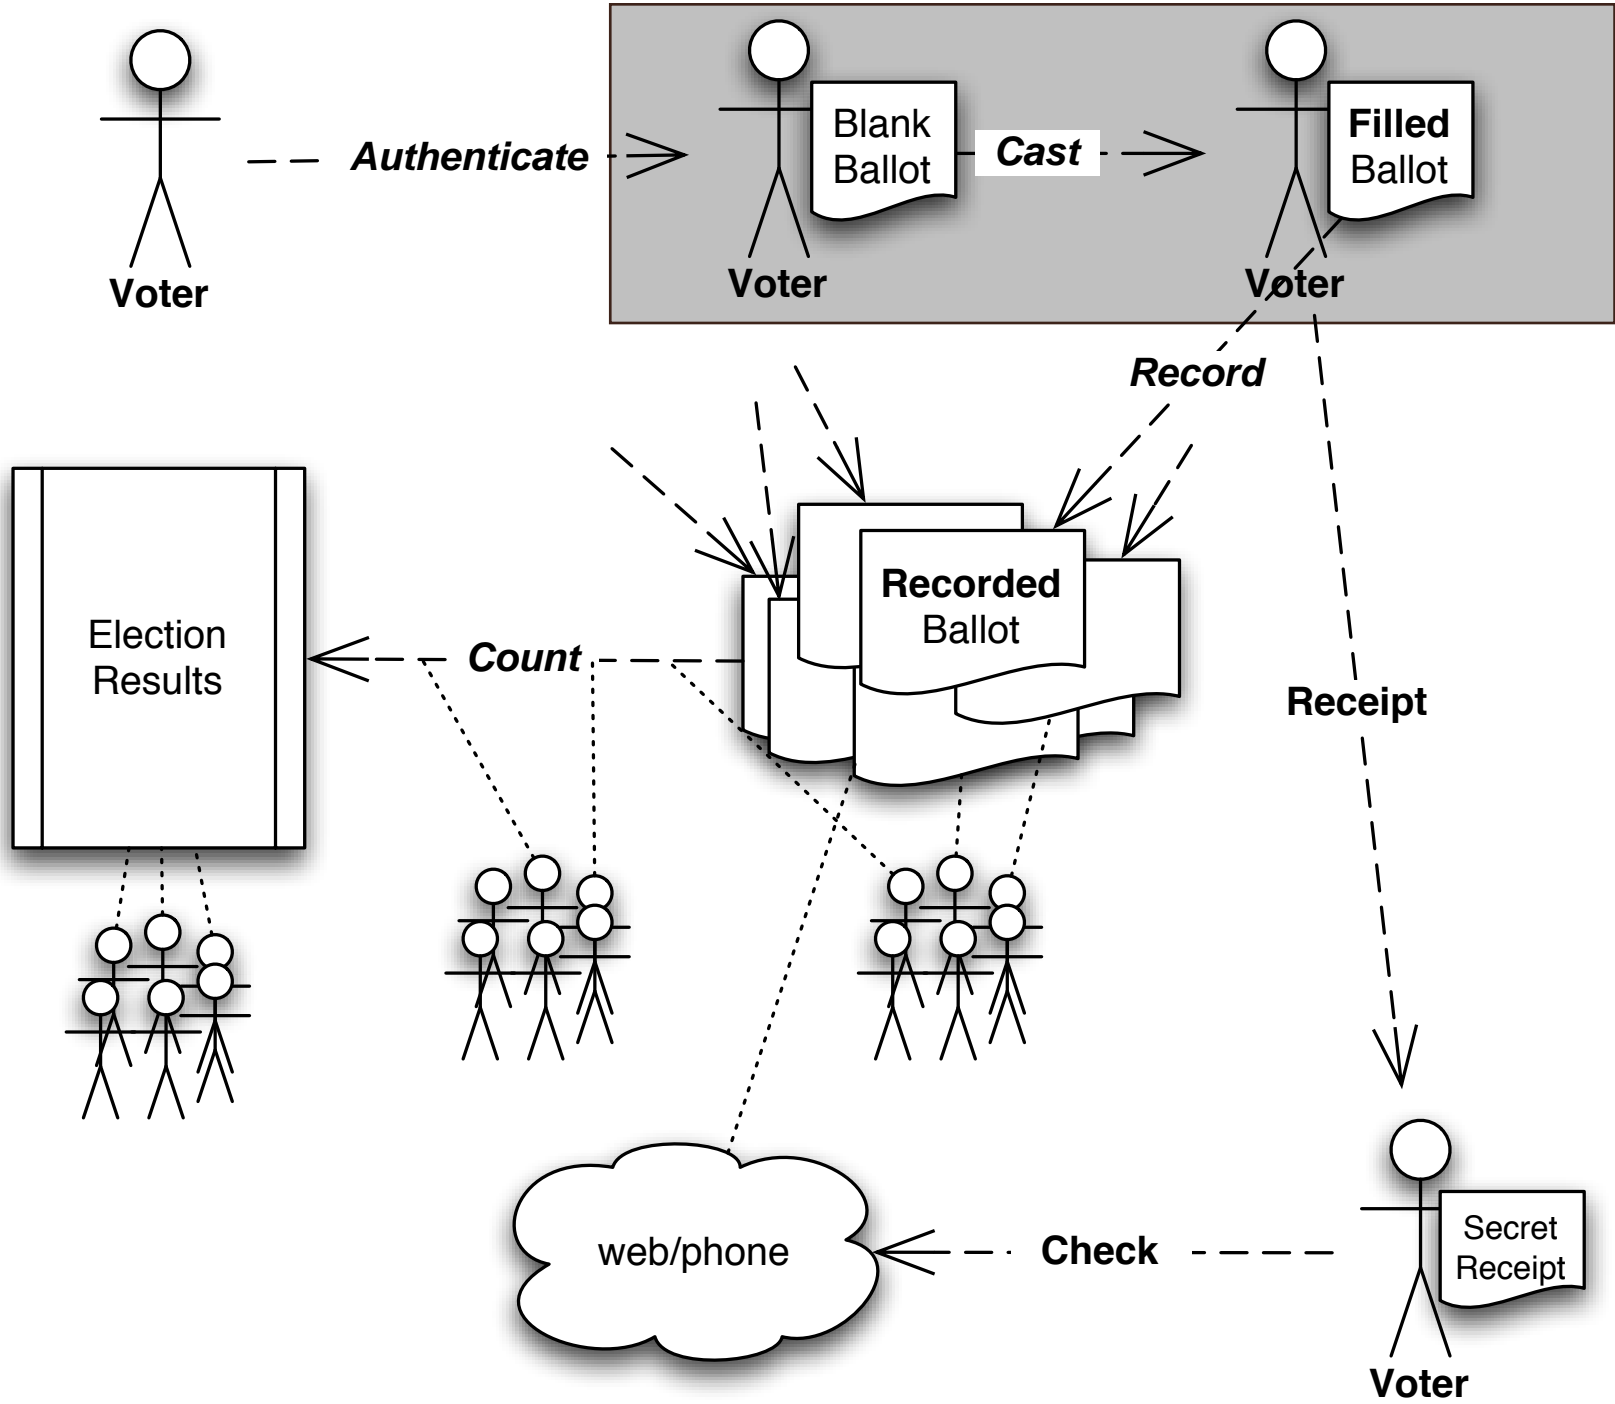 Authenticate
Blank
Ballot
Cast
Filled
Ballot
Voter
Voter
Voter
Record
Recorded
Ballot
Election
Results
Count
Receipt
web/phone
Check
Secret
Receipt
Voter